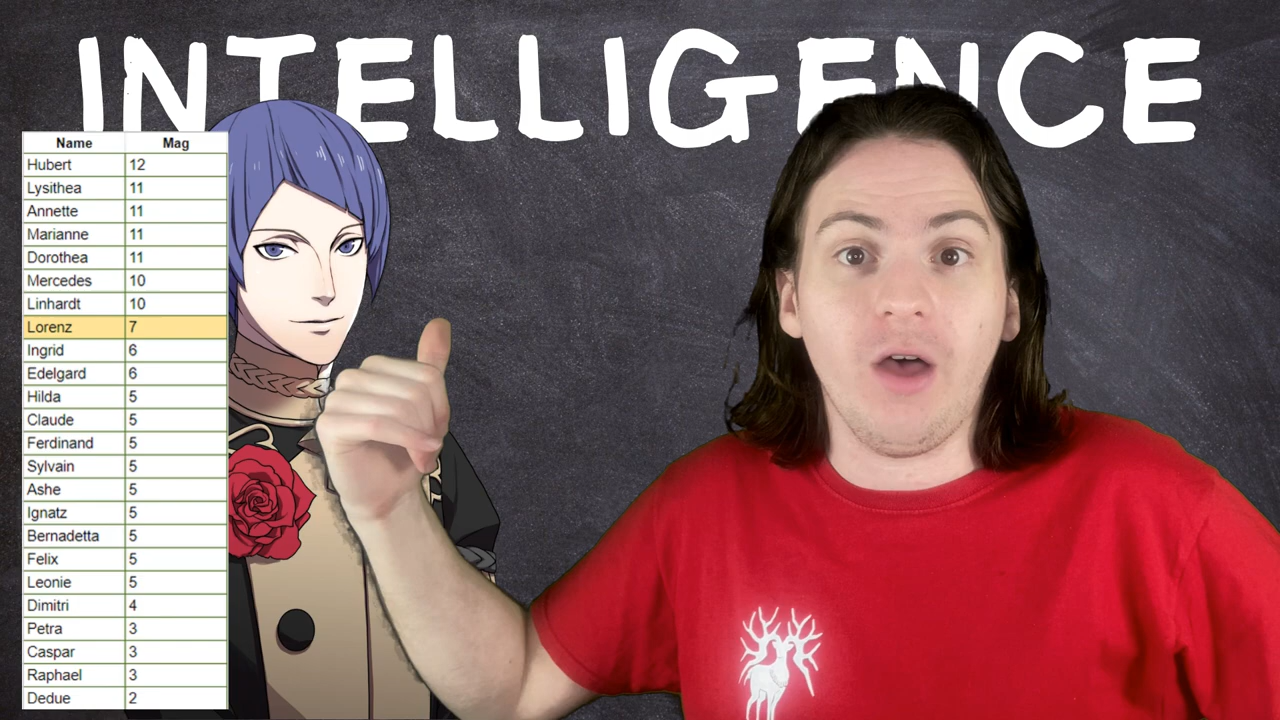 INTELLIGENCE
Name Mag
Hubert 12
Lysithea 11
Annette 11
Marianne 11
Dorothea 11
Mercedes 10
Linhardt 10
Lorenz 7
Ingrid 6
Edelgard 6
Hilda 5
Claude 5
Ferdinand 5
Sylvain 5
Ashe 5
Ignatz 5
Bernadetta 5
Felix 5
Leonie 5
Dimitri 4
Petra 3
Caspar 3
Raphael 3
Dedue 2